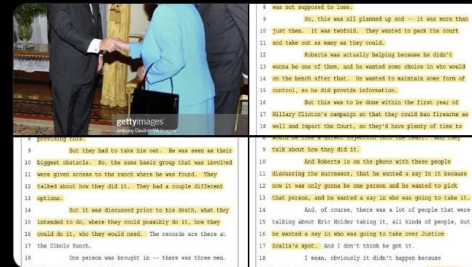 gettyimages
Anthony Devlin/PA Images
8 was not supposed to lose.
9 So, this was all planned up and -- it was more than
10 just them. It was twofold. They wanted to pack the court
11 and take out as many as they could.
12 Roberts was actually helping because he didn't
13 wanna be one of them, and he wanted some choice in who would
14 on the bench after that. He wanted to maintain some form of
15 control, so he did provide information.
16 But this was to be done within the first year of
17 Hillary Clinton's campaign so that they could ban firearms as
18 well and impact the Court, so they'd have plenty of time to
8 providing this.
9 But they had to take him out. He was seen as their
10 biggest obstacle. So, the same basic group that was involved
11 were given access to the ranch where he was found. They
12 talked about how they did it. They had a couple different
13 options.
14 But it was discussed prior to his death, what they
15 intended to do, where they could possibly do it, how they
16 could do it, who they would need. The records are there at
17 the Cibolo Ranch.
18 One person was brought in -- there was three men.
9 talk about how they did it.
10 And Roberts is on the phone with these people
11 discussing the successor, that he wanted a say in it because
12 now it was only gonna be one person and he wanted to pick
13 that person, and he wanted a say in who was going to take it.
14 And, of course, there was a lot of people that were
15 talking about Eric Holder taking it, all kinds of people, but
16 he wanted a say in who was going to take over Justice
17 Scalia's spot. And I don't think he got it.
18 I mean, obviously it didn't happen because